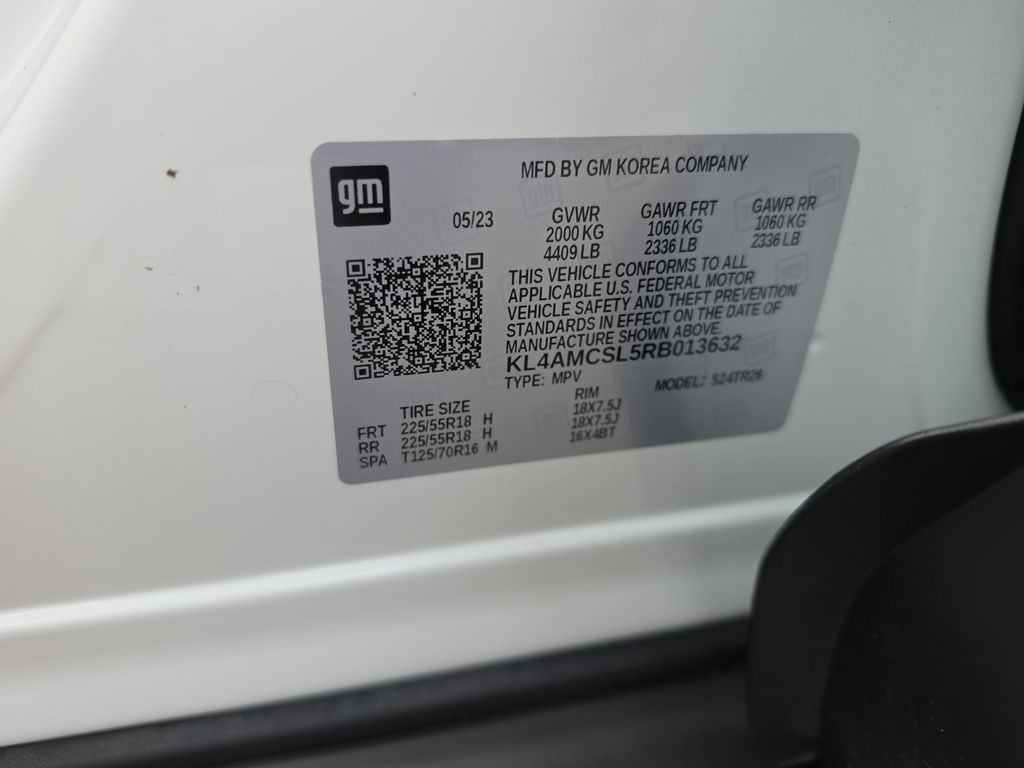 gm
MFD BY GM KOREA COMPANY
05/23
GVWR
2000 KG
4409 LB
GAWR FRT
1060 KG
2336 LB
GAWR RR
1060 KG
2336 LB
THIS VEHICLE CONFORMS TO ALL
APPLICABLE U.S. FEDERAL MOTOR
VEHICLE SAFETY AND THEFT PREVENTION
STANDARDS IN EFFECT ON THE DATE OF
MANUFACTURE SHOWN ABOVE.
KL4AMCSL5RB013632
TYPE: MPV
MODEL: 524TR26
TIRE SIZE RIM
FRT 225/55R18 H 18X7.5J
RR 225/55R18 H 18X7.5J
SPA T125/70R16 M 16X4BT